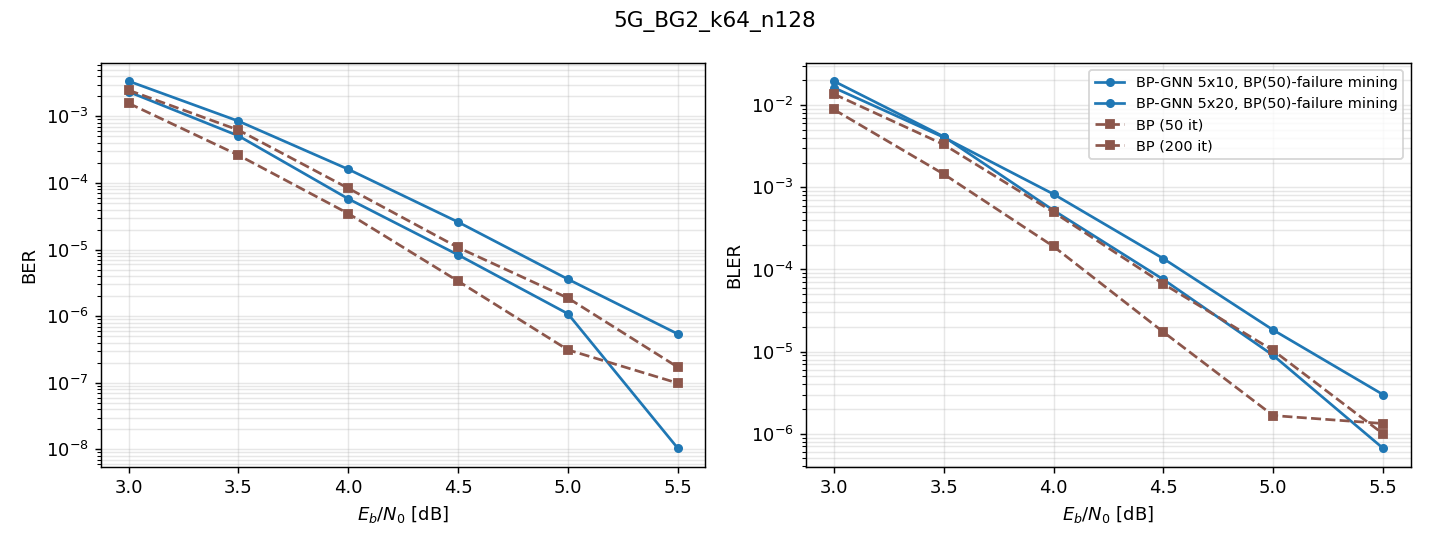 5G_BG2_k64_n128
BER
10^-3
10^-4
10^-5
10^-6
10^-7
10^-8
3.0 3.5 4.0 4.5 5.0 5.5
E_b/N_0 [dB]
BLER
10^-2
10^-3
10^-4
10^-5
10^-6
BP-GNN 5x10, BP(50)-failure mining
BP-GNN 5x20, BP(50)-failure mining
BP (50 it)
BP (200 it)
3.0 3.5 4.0 4.5 5.0 5.5
E_b/N_0 [dB]